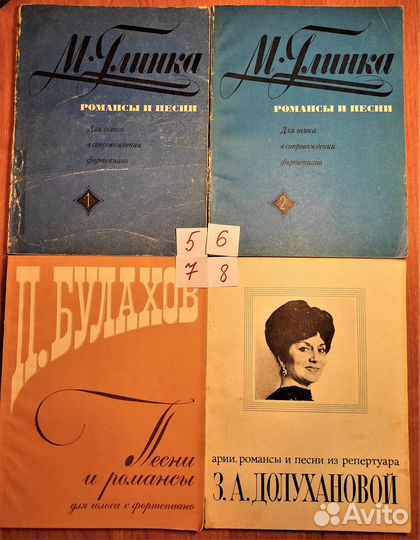 М. Глинка
РОМАНСЫ И ПЕСНИ
Для голоса
в сопровождении
фортепиано
1
М. Глинка
РОМАНСЫ И ПЕСНИ
Для голоса
в сопровождении
фортепиано
2
5 6
7 8
П. БУЛАХОВ
Песни
и романсы
для голоса с фортепиано
арии, романсы и песни из репертуара
З.А.ДОЛУХАНОВОЙ
Avito